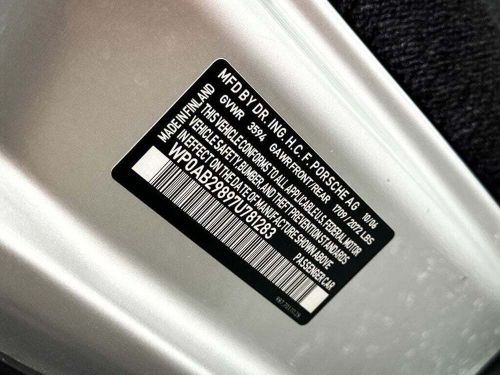 MFD BY DR. ING. H.C. F. PORSCHE AG 10/06
GVWR 3594 GAWR FRONT/REAR 1709 / 2072 LBS
THIS VEHICLE CONFORMS TO ALL APPLICABLE U.S. FEDERAL MOTOR
VEHICLE SAFETY, BUMPER, AND THEFT PREVENTION STANDARDS
IN EFFECT ON THE DATE OF MANUFACTURE SHOWN ABOVE
MADE IN FINLAND
WP0AB29897U781283
PASSENGER CAR